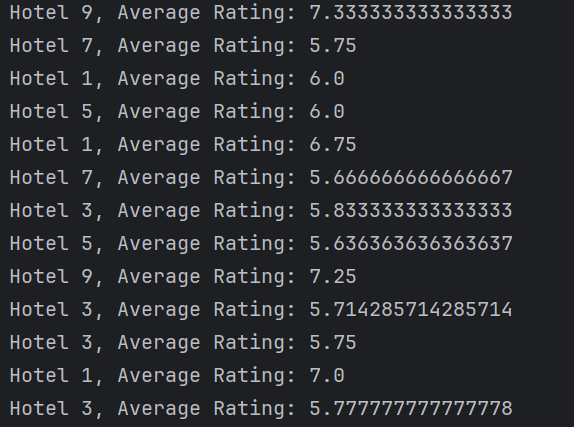 Hotel 9, Average Rating: 7.333333333333333
Hotel 7, Average Rating: 5.75
Hotel 1, Average Rating: 6.0
Hotel 5, Average Rating: 6.0
Hotel 1, Average Rating: 6.75
Hotel 7, Average Rating: 5.666666666666667
Hotel 3, Average Rating: 5.833333333333333
Hotel 5, Average Rating: 5.636363636363637
Hotel 9, Average Rating: 7.25
Hotel 3, Average Rating: 5.714285714285714
Hotel 3, Average Rating: 5.75
Hotel 1, Average Rating: 7.0
Hotel 3, Average Rating: 5.777777777777778